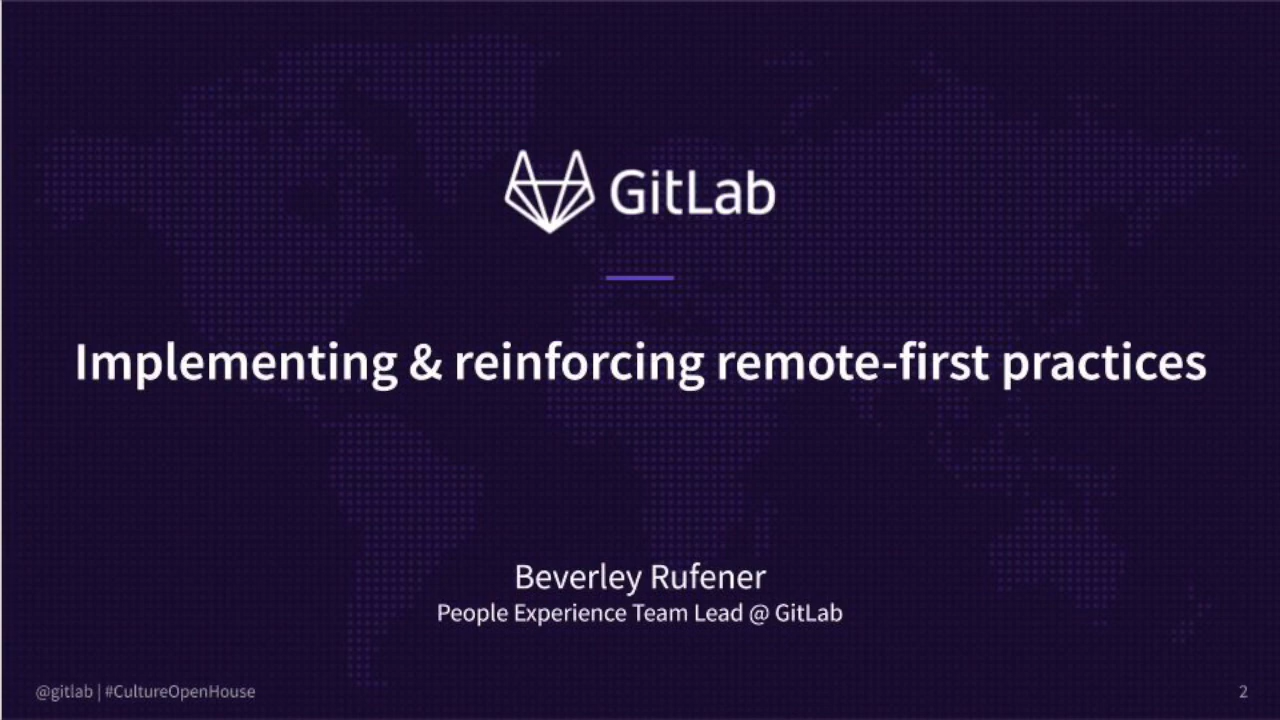 GitLab
Implementing & reinforcing remote-first practices
Beverley Rufener
People Experience Team Lead @ GitLab
@gitlab | #CultureOpenHouse
2